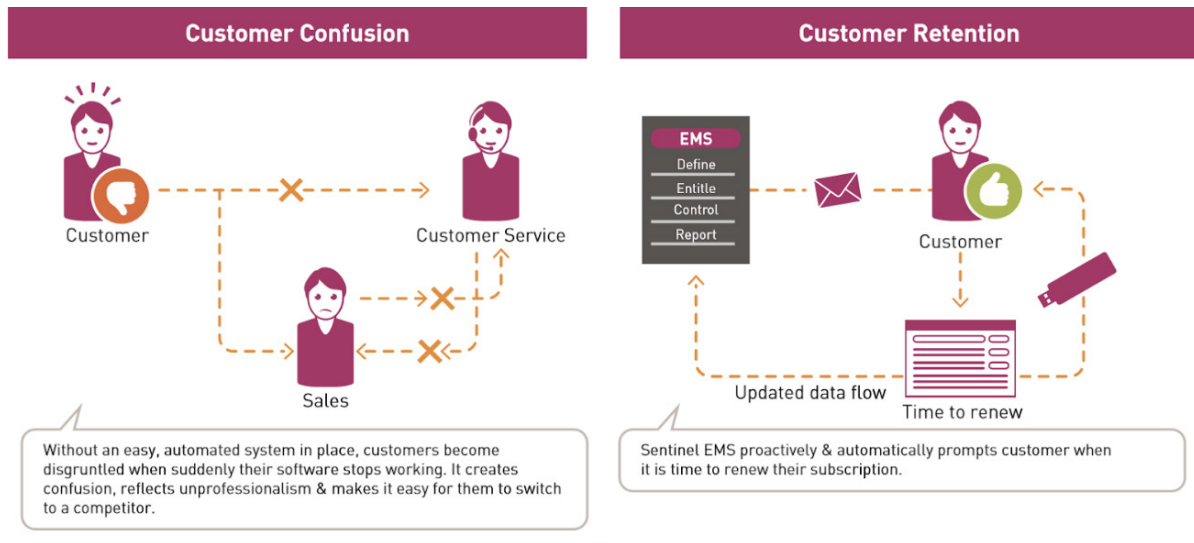 Customer Confusion
Customer
Customer Service
Sales
Without an easy, automated system in place, customers become
disgruntled when suddenly their software stops working. It creates
confusion, reflects unprofessionalism & makes it easy for them to switch
to a competitor.
Customer Retention
EMS
Define
Entitle
Control
Report
Customer
Updated data flow
Time to renew
Sentinel EMS proactively & automatically prompts customer when
it is time to renew their subscription.